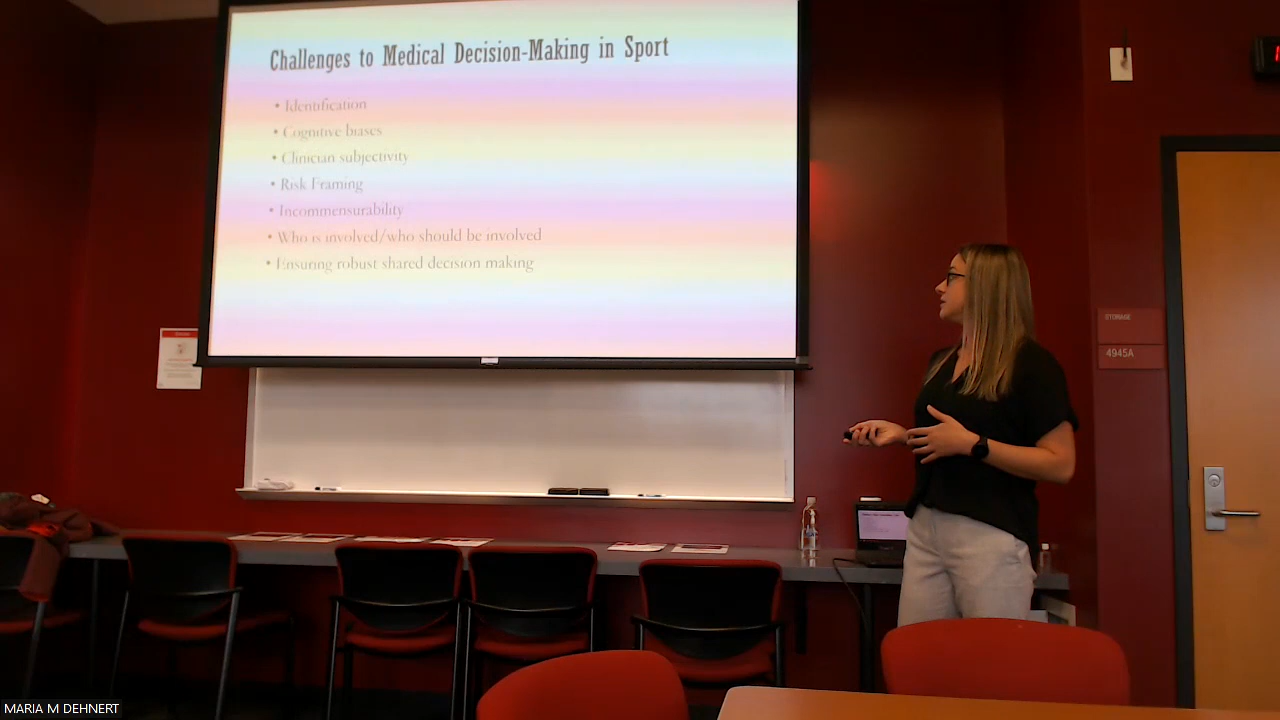 Challenges to Medical Decision-Making in Sport
• Identification
• Cognitive biases
• Clinician subjectivity
• Risk Framing
• Incommensurability
• Who is involved/who should be involved
• Ensuring robust shared decision making
STORAGE
4945A
MARIA M DEHNERT